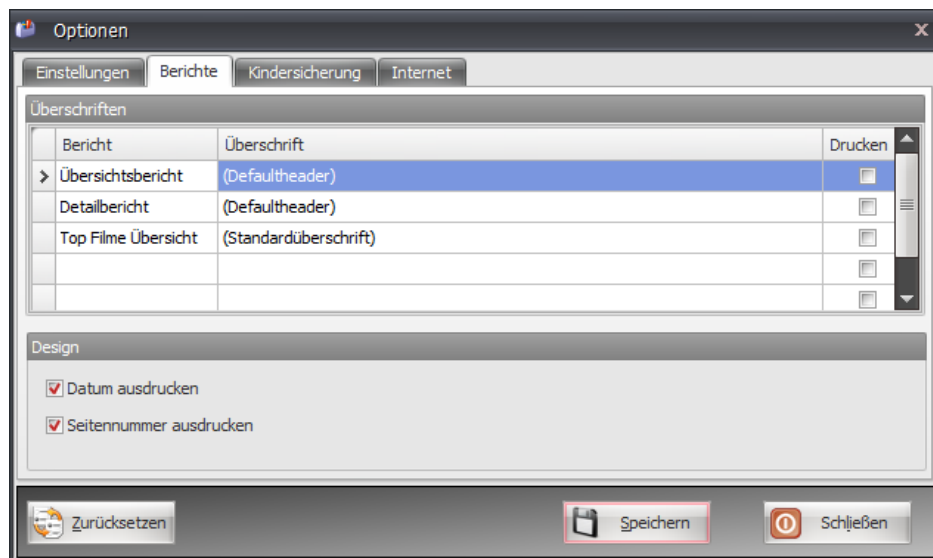 Optionen
Einstellungen Berichte Kindersicherung Internet
Überschriften
Bericht Überschrift Drucken
Übersichtsbericht (Defaultheader)
Detailbericht (Defaultheader)
Top Filme Übersicht (Standardüberschrift)
Design
Datum ausdrucken
Seitennummer ausdrucken
Zurücksetzen Speichern Schließen